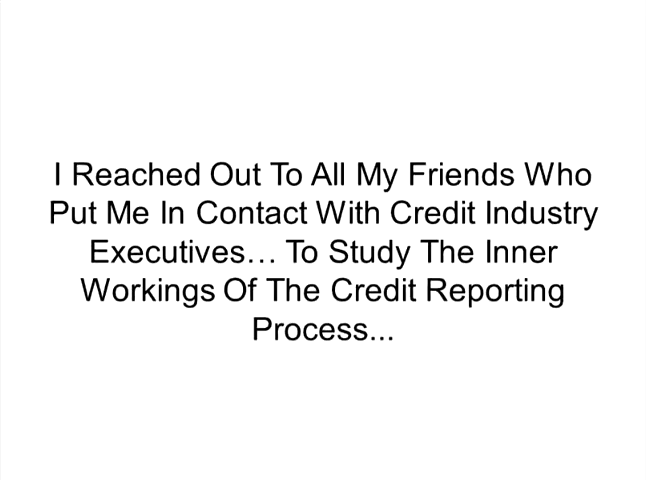 I Reached Out To All My Friends Who
Put Me In Contact With Credit Industry
Executives… To Study The Inner
Workings Of The Credit Reporting
Process...